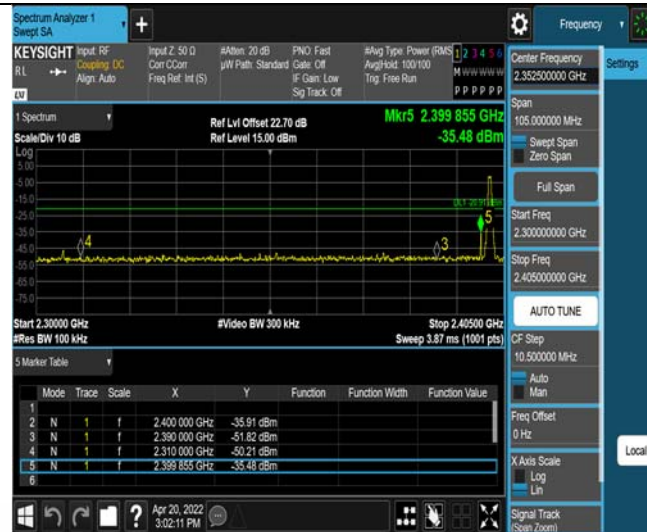 Spectrum Analyzer 1
Swept SA
+
Frequency
KEYSIGHT
RL
LXI
Input: RF
Coupling: DC
Align: Auto
Input Z: 50 Ω
Corr CCorr
Freq Ref: Int (S)
#Atten: 20 dB
µW Path: Standard
PNO: Fast
Gate: Off
IF Gain: Low
Sig Track: Off
#Avg Type: Power (RMS
Avg|Hold: 100/100
Trig: Free Run
1 2 3 4 5 6
M W W W W W
P P P P P P
1 Spectrum
Scale/Div 10 dB
Ref Lvl Offset 22.70 dB
Ref Level 15.00 dBm
Mkr5 2.399 855 GHz
-35.48 dBm
Log
5.00
-5.00
-15.0
-25.0
-35.0
-45.0
-55.0
-65.0
-75.0
4
3
5
Start 2.30000 GHz
#Res BW 100 kHz
#Video BW 300 kHz
Stop 2.40500 GHz
Sweep 3.87 ms (1001 pts)
5 Marker Table
Mode Trace Scale X Y Function Function Width Function Value
1
2 N 1 f 2.400 000 GHz -35.91 dBm
3 N 1 f 2.390 000 GHz -51.82 dBm
4 N 1 f 2.310 000 GHz -50.21 dBm
5 N 1 f 2.399 855 GHz -35.48 dBm
6
?
Apr 20, 2022
3:02:11 PM
Center Frequency
2.352500000 GHz
Settings
Span
105.000000 MHz
Swept Span
Zero Span
Full Span
Start Freq
2.300000000 GHz
Stop Freq
2.405000000 GHz
AUTO TUNE
CF Step
10.500000 MHz
Auto
Man
Freq Offset
0 Hz
Local
X Axis Scale
Log
Lin
Signal Track
(Span Zoom)